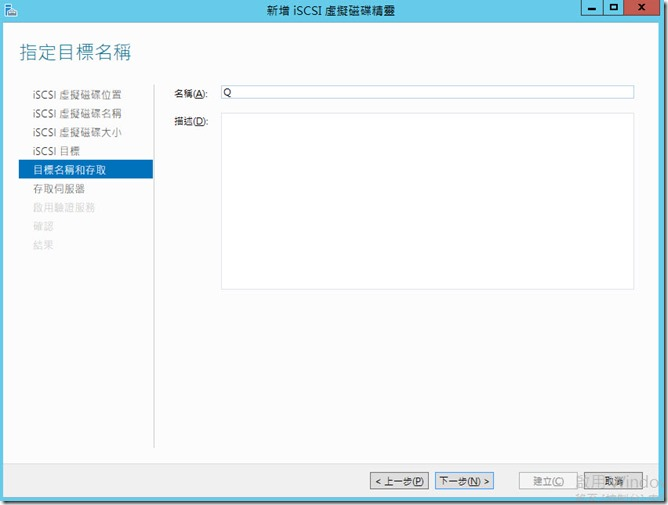 新增 iSCSI 虛擬磁碟精靈
指定目標名稱
iSCSI 虛擬磁碟位置
iSCSI 虛擬磁碟名稱
iSCSI 虛擬磁碟大小
iSCSI 目標
目標名稱和存取
存取伺服器
啟用驗證服務
確認
結果
名稱(A):
Q
描述(D):
< 上一步(P)
下一步(N) >
建立(C)
取消